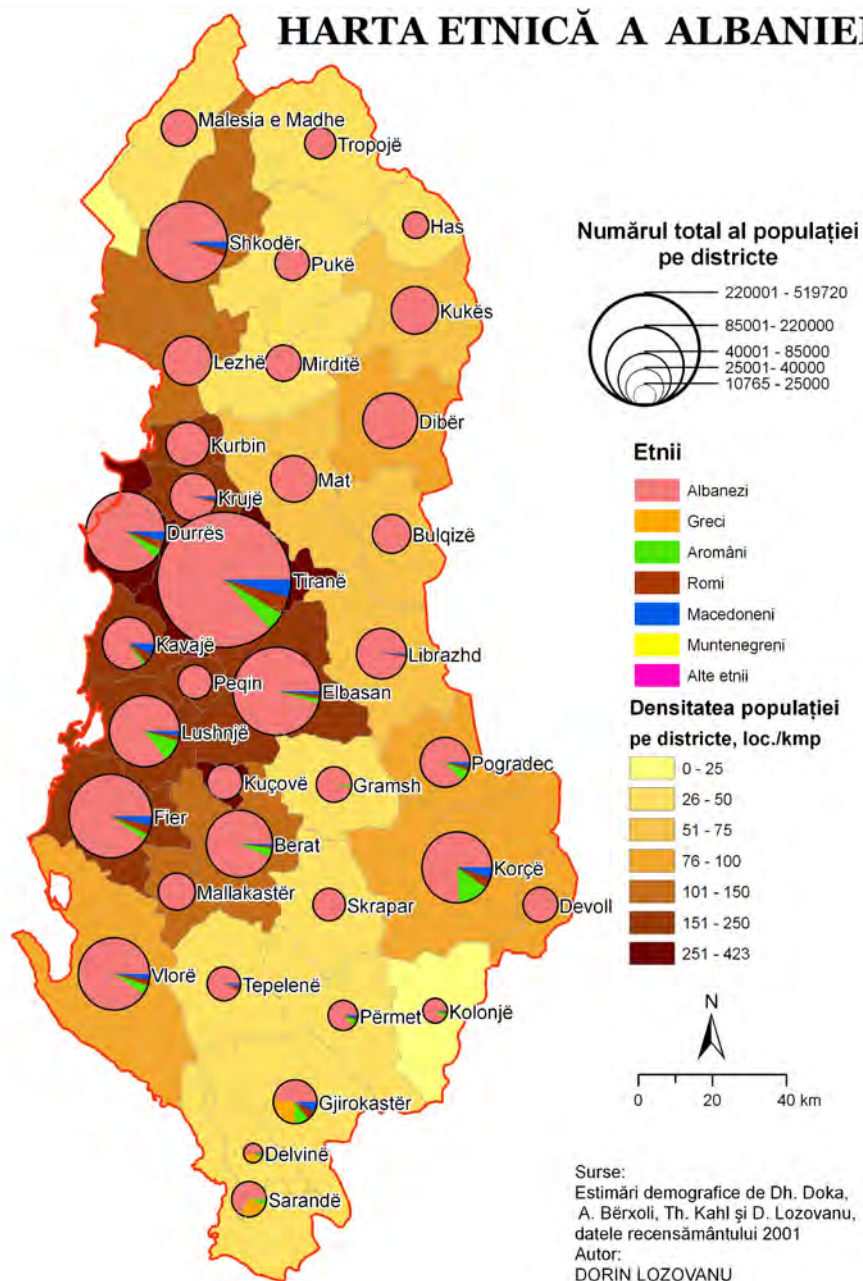 HARTA ETNICĂ A ALBANIEI
Malesia e Madhe
Tropojë
Has
Shkodër
Pukë
Kukës
Lezhë
Mirditë
Dibër
Kurbin
Mat
Krujë
Durrës
Bulqizë
Tiranë
Kavajë
Librazhd
Peqin
Elbasan
Lushnjë
Pogradec
Kuçovë
Gramsh
Fier
Berat
Korçë
Mallakastër
Skrapar
Devoll
Vlorë
Tepelenë
Përmet
Kolonjë
Gjirokastër
Delvinë
Sarandë
Numărul total al populației
pe districte
220001 - 519720
85001 - 220000
40001 - 85000
25001 - 40000
10765 - 25000
Etnii
Albanezi
Greci
Aromâni
Romi
Macedoneni
Muntenegreni
Alte etnii
Densitatea populației
pe districte, loc./kmp
0 - 25
26 - 50
51 - 75
76 - 100
101 - 150
151 - 250
251 - 423
N
0 20 40 km
Surse:
Estimări demografice de Dh. Doka,
A. Bërxoli, Th. Kahl și D. Lozovanu,
datele recensământului 2001
Autor:
DORIN LOZOVANU